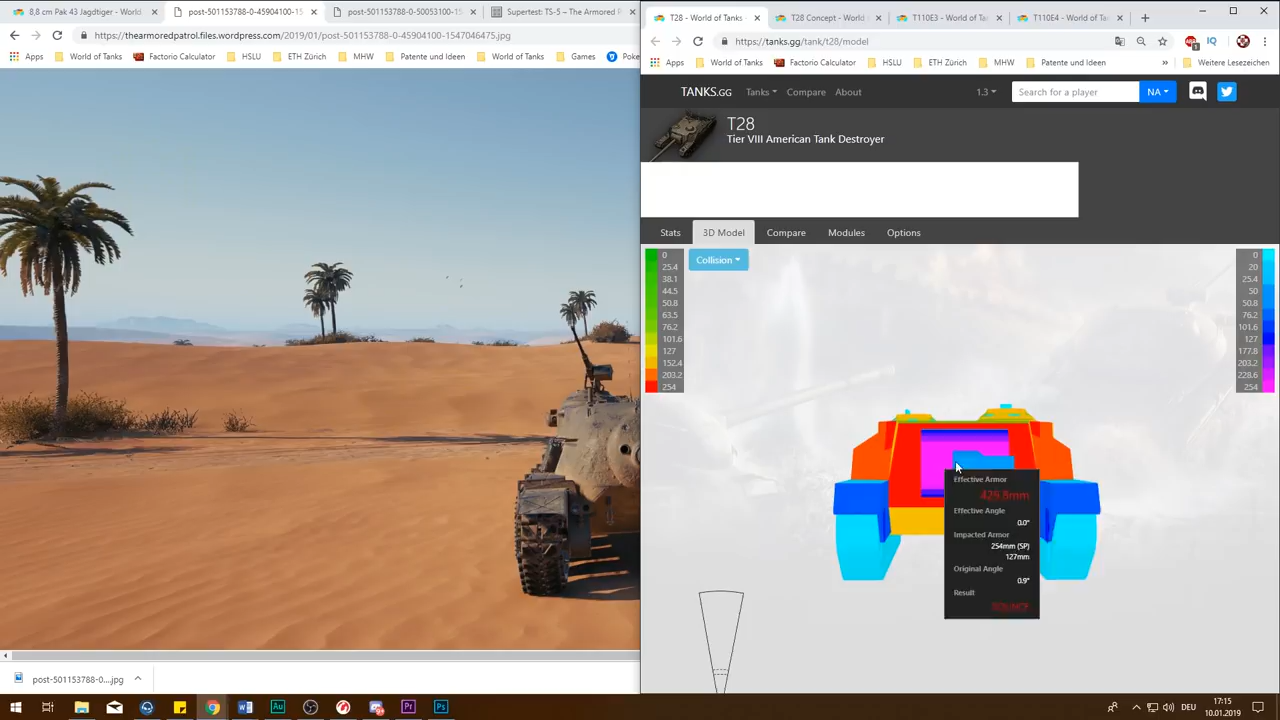 8,8 cm Pak 43 Jagdtiger - World
post-501153788-0-45904100-15
post-501153788-0-50053100-15
Supertest: TS-5 – The Armored R
https://thearmoredpatrol.files.wordpress.com/2019/01/post-501153788-0-45904100-1547046475.jpg
Apps World of Tanks Factorio Calculator HSLU ETH Zürich MHW Patente und Ideen World of Tanks Games Poke
T28 - World of Tanks
T28 Concept - World
T110E3 - World of Tan
T110E4 - World of Tan
https://tanks.gg/tank/t28/model
Apps World of Tanks Factorio Calculator HSLU ETH Zürich MHW Patente und Ideen » Weitere Lesezeichen
TANKS.GG Tanks Compare About 1.3 Search for a player NA
T28
Tier VIII American Tank Destroyer
Stats 3D Model Compare Modules Options
Collision
0
25.4
38.1
44.5
50.8
63.5
76.2
101.6
127
152.4
203.2
254
0
20
25.4
50
50.8
76.2
101.6
127
177.8
203.2
228.6
254
Effective Armor
429.8mm
Effective Angle
0.0°
Impacted Armor
254mm (SP)
127mm
Original Angle
0.9°
Result
BOUNCE
post-501153788-0....jpg
DEU
17:15
10.01.2019